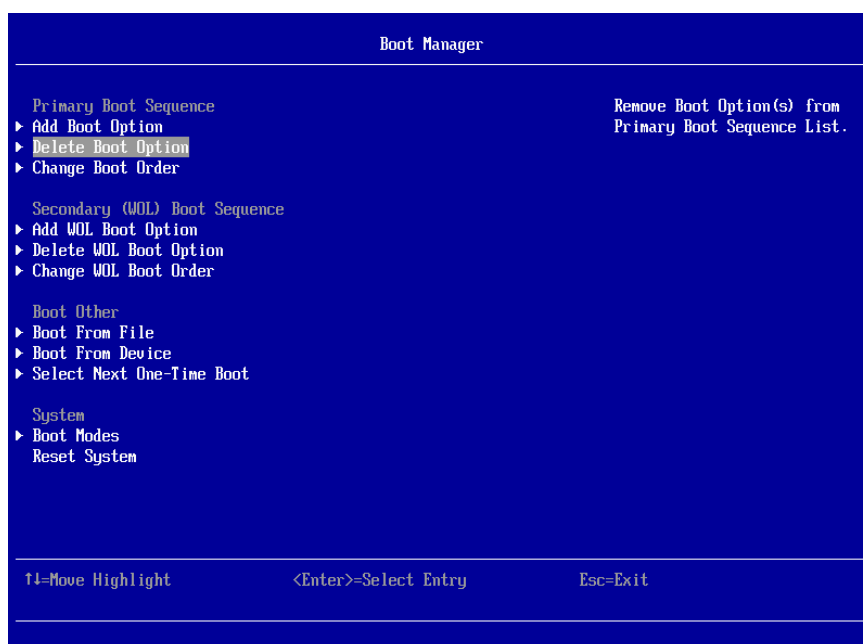 Boot Manager
Primary Boot Sequence
Add Boot Option
Delete Boot Option
Change Boot Order
Remove Boot Option(s) from
Primary Boot Sequence List.
Secondary (WOL) Boot Sequence
Add WOL Boot Option
Delete WOL Boot Option
Change WOL Boot Order
Boot Other
Boot From File
Boot From Device
Select Next One-Time Boot
System
Boot Modes
Reset System
↑↓=Move Highlight <Enter>=Select Entry Esc=Exit